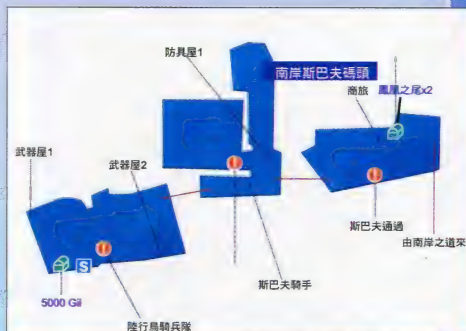 防具屋1
南岸斯巴夫碼頭
商旅
鳳凰之尾x2
武器屋1
武器屋2
斯巴夫通過
由南岸之道來
S
斯巴夫騎手
5000 Gil
陸行鳥騎兵隊